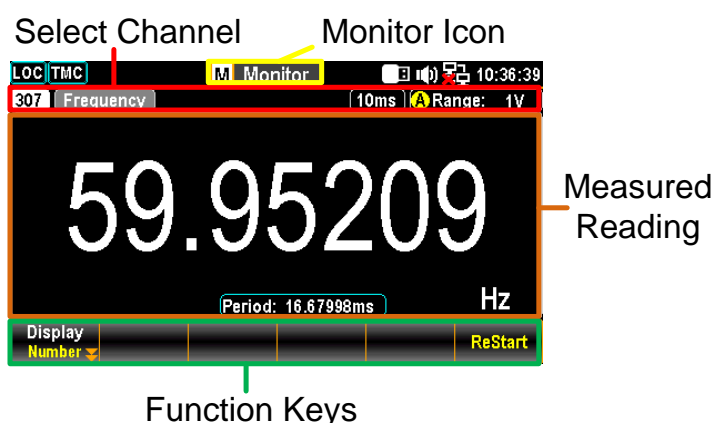 Select Channel Monitor Icon
LOC TMC M Monitor 10:36:39
307 Frequency 10ms A Range: 1V
59.95209
Measured
Reading
Period: 16.67998ms Hz
Display
Number ReStart
Function Keys